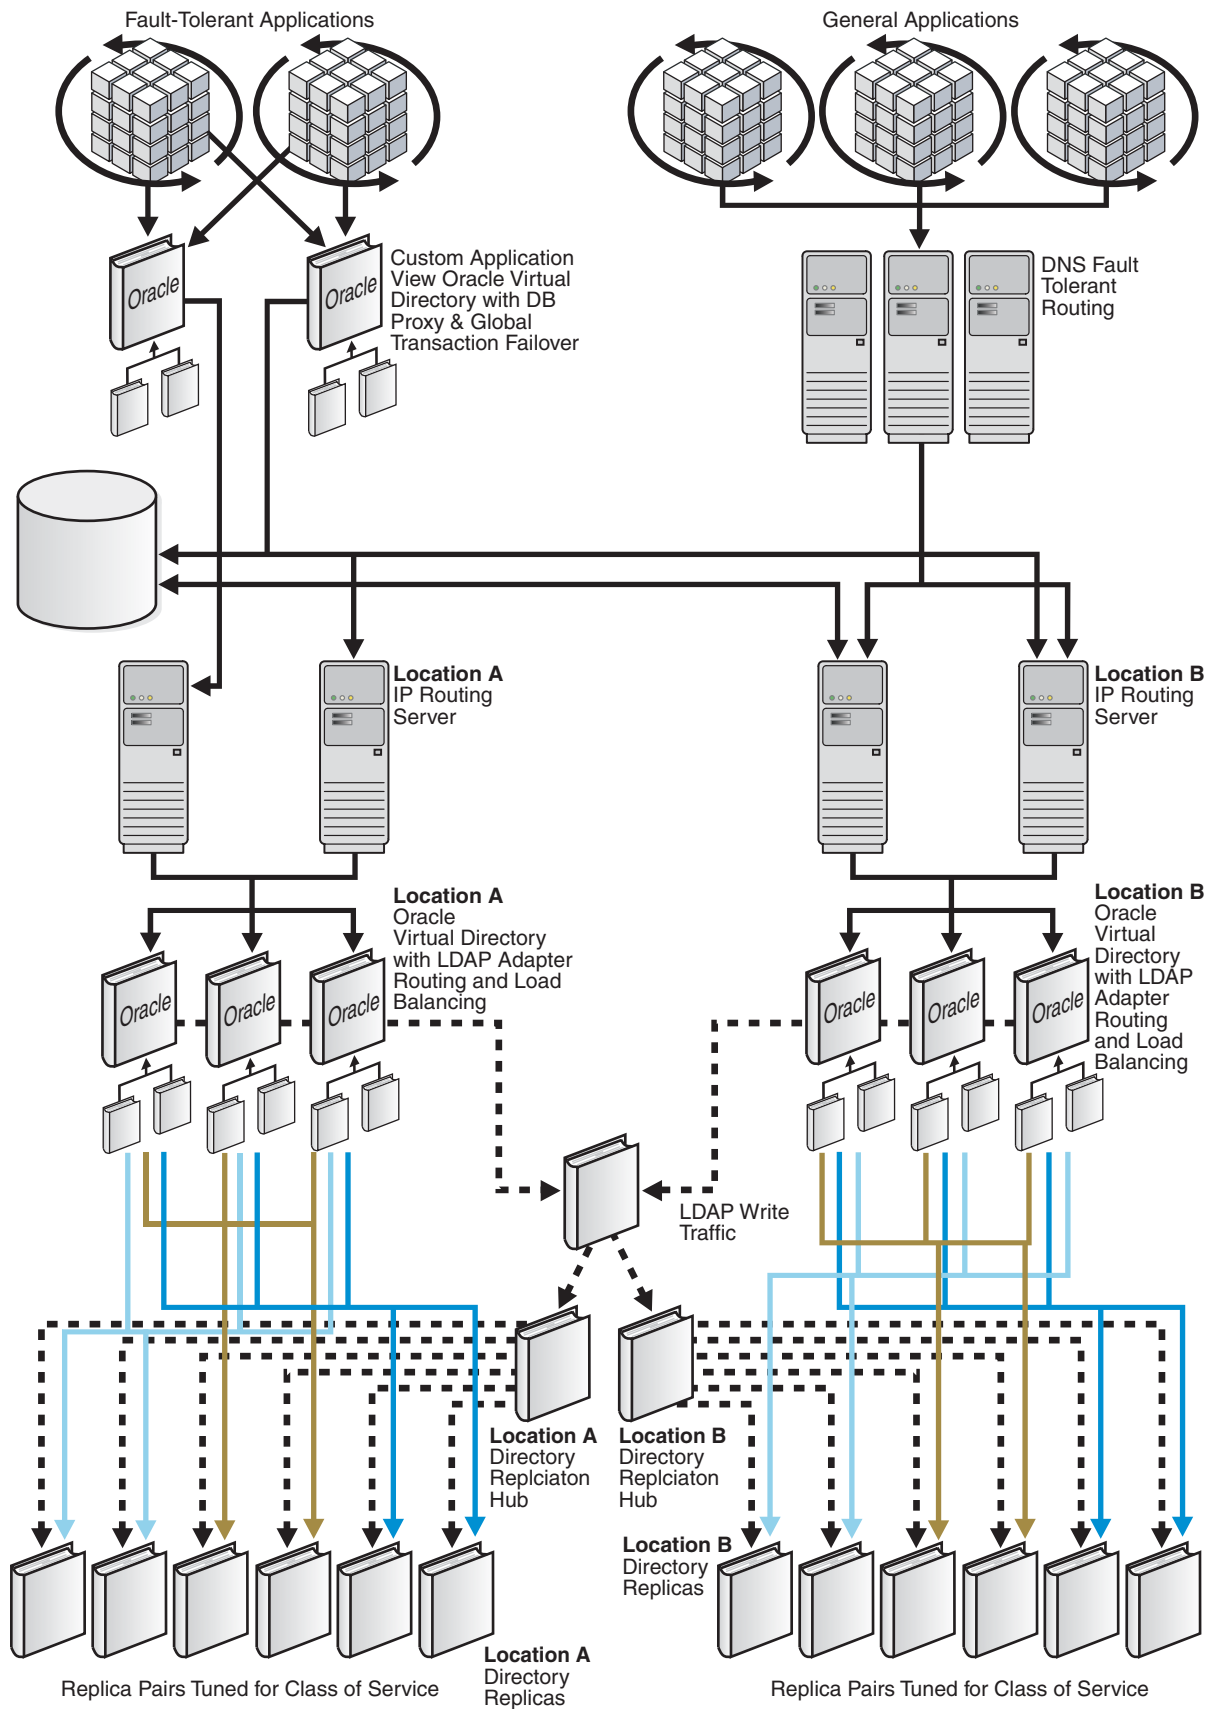 Fault-Tolerant Applications
General Applications
Oracle
Oracle
Custom Application
View Oracle Virtual
Directory with DB
Proxy & Global
Transaction Failover
DNS Fault
Tolerant
Routing
Location A
IP Routing
Server
Location B
IP Routing
Server
Location A
Oracle
Virtual Directory
with LDAP Adapter
Routing and Load
Balancing
Location B
Oracle
Virtual
Directory
with LDAP
Adapter
Routing
and Load
Balancing
Oracle
Oracle
Oracle
Oracle
Oracle
Oracle
LDAP Write
Traffic
Location A
Directory
Replciaton
Hub
Location B
Directory
Replciaton
Hub
Location B
Directory
Replicas
Location A
Directory
Replicas
Replica Pairs Tuned for Class of Service
Replica Pairs Tuned for Class of Service